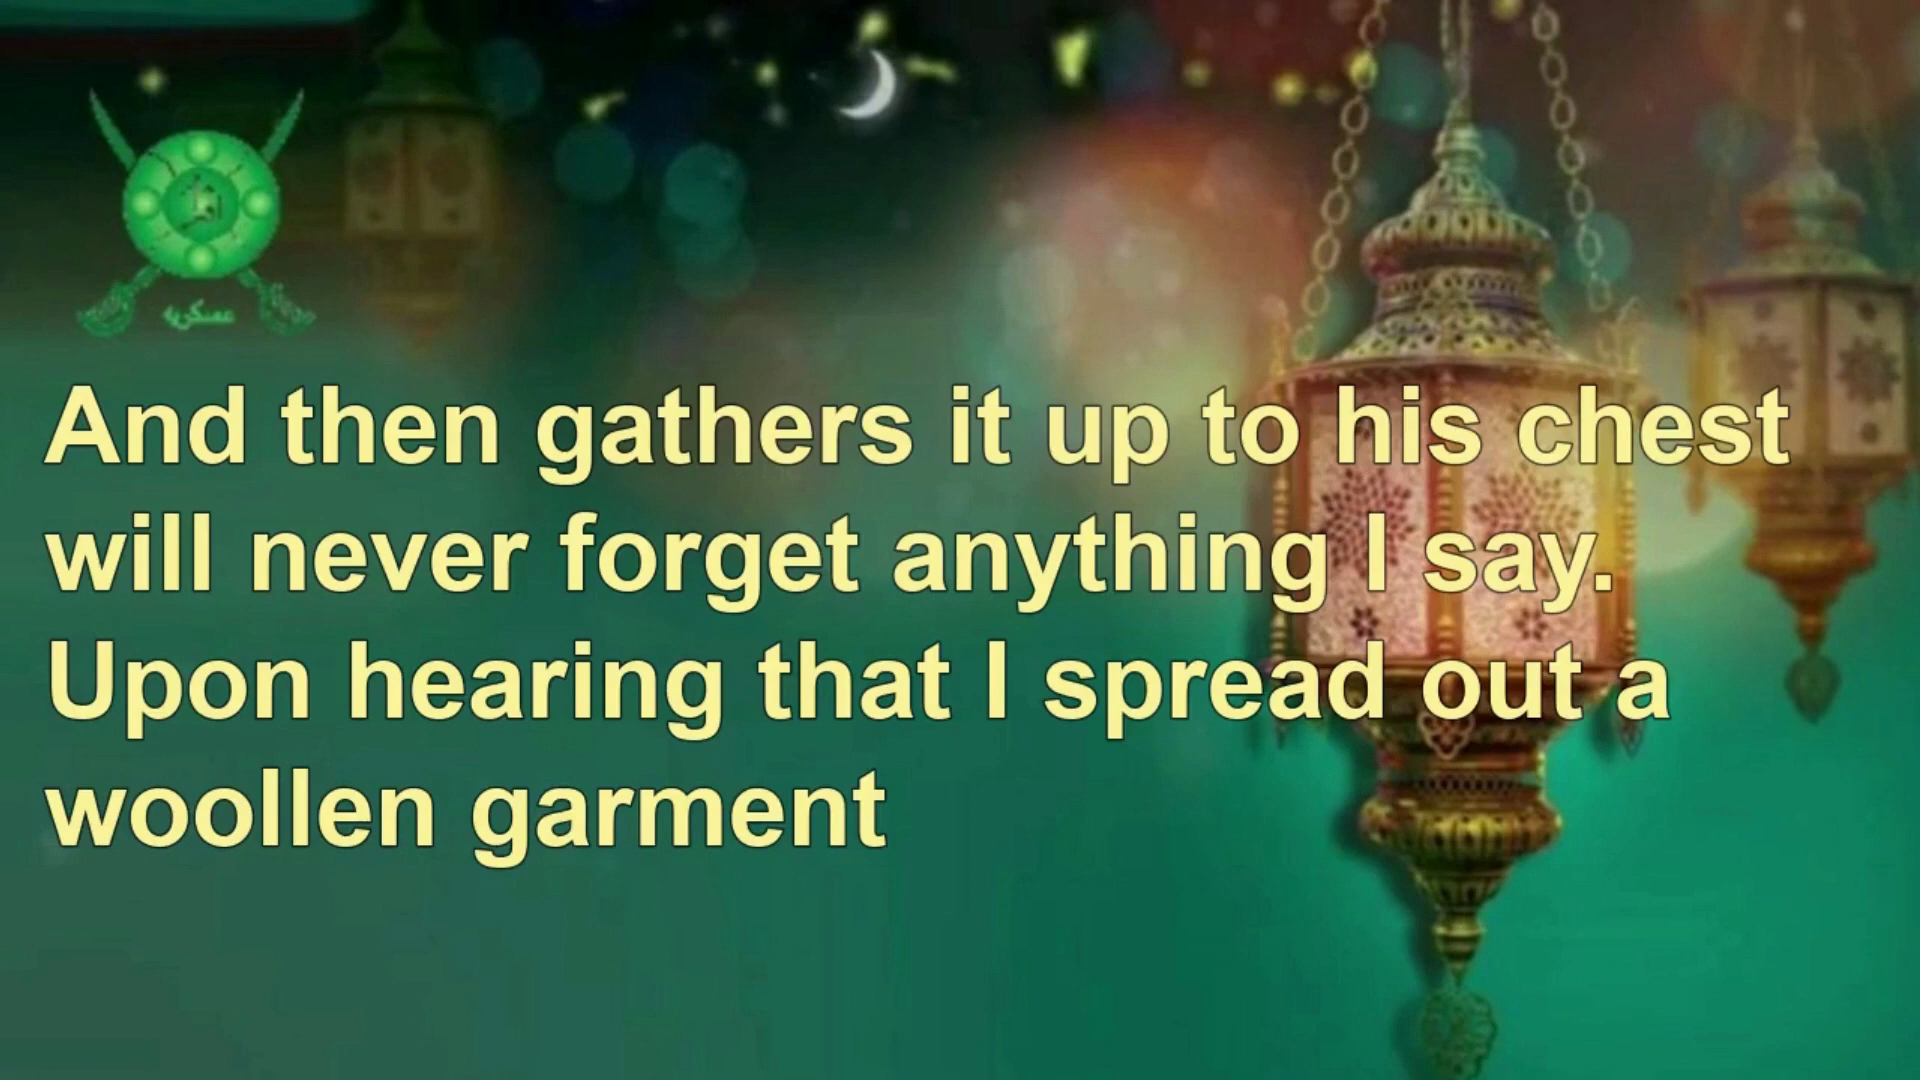 عسكريه
And then gathers it up to his chest
will never forget anything I say.
Upon hearing that I spread out a
woollen garment